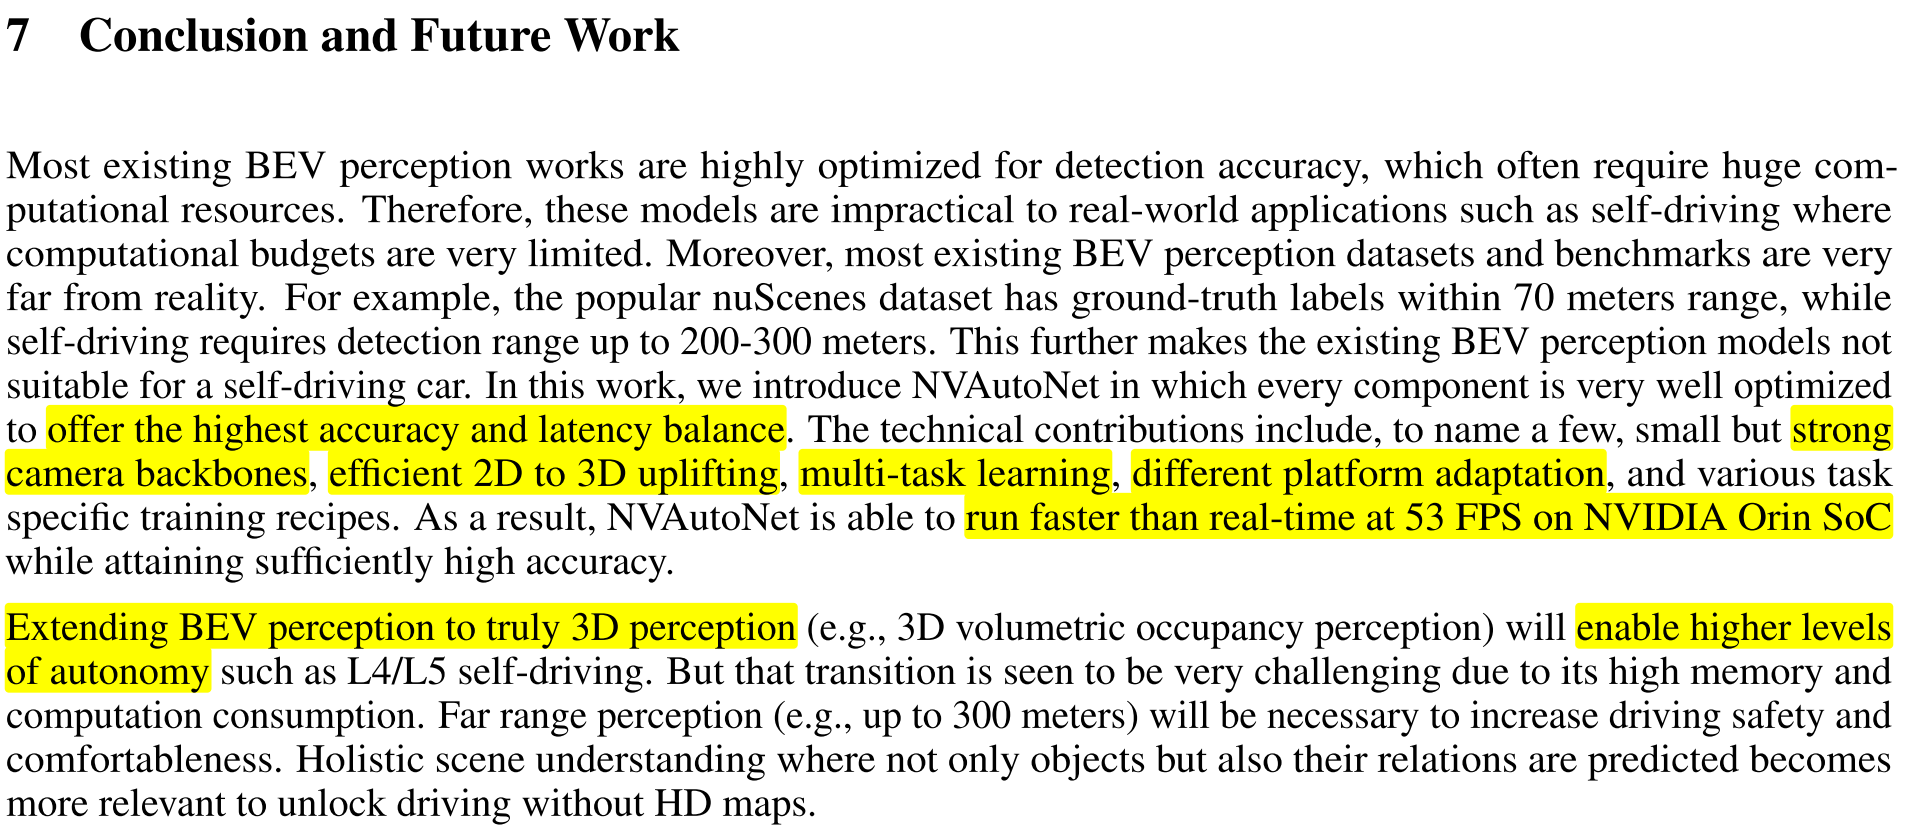 7 Conclusion and Future Work
Most existing BEV perception works are highly optimized for detection accuracy, which often require huge com-
putational resources. Therefore, these models are impractical to real-world applications such as self-driving where
computational budgets are very limited. Moreover, most existing BEV perception datasets and benchmarks are very
far from reality. For example, the popular nuScenes dataset has ground-truth labels within 70 meters range, while
self-driving requires detection range up to 200-300 meters. This further makes the existing BEV perception models not
suitable for a self-driving car. In this work, we introduce NVAutoNet in which every component is very well optimized
to offer the highest accuracy and latency balance. The technical contributions include, to name a few, small but strong
camera backbones, efficient 2D to 3D uplifting, multi-task learning, different platform adaptation, and various task
specific training recipes. As a result, NVAutoNet is able to run faster than real-time at 53 FPS on NVIDIA Orin SoC
while attaining sufficiently high accuracy.
Extending BEV perception to truly 3D perception (e.g., 3D volumetric occupancy perception) will enable higher levels
of autonomy such as L4/L5 self-driving. But that transition is seen to be very challenging due to its high memory and
computation consumption. Far range perception (e.g., up to 300 meters) will be necessary to increase driving safety and
comfortableness. Holistic scene understanding where not only objects but also their relations are predicted becomes
more relevant to unlock driving without HD maps.